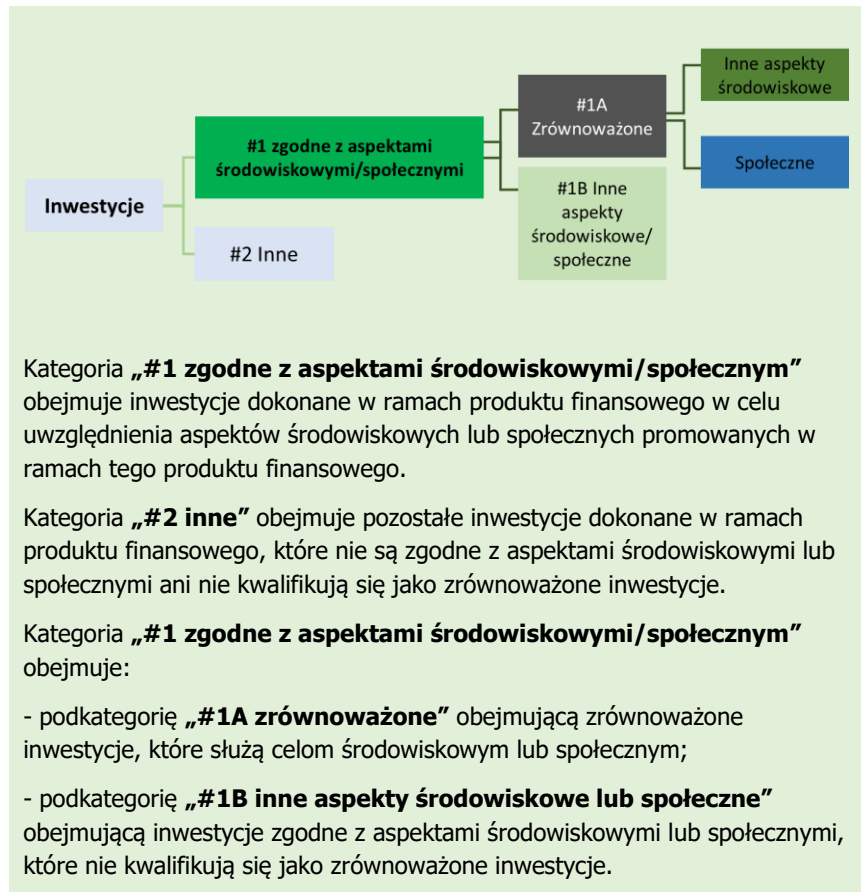 Inne aspekty
środowiskowe
#1A
Zrównoważone
#1 zgodne z aspektami
środowiskowymi/społecznymi
Społeczne
Inwestycje
#1B Inne
aspekty
środowiskowe/
społeczne
#2 Inne
Kategoria „#1 zgodne z aspektami środowiskowymi/społecznym”
obejmuje inwestycje dokonane w ramach produktu finansowego w celu
uwzględnienia aspektów środowiskowych lub społecznych promowanych w
ramach tego produktu finansowego.
Kategoria „#2 inne” obejmuje pozostałe inwestycje dokonane w ramach
produktu finansowego, które nie są zgodne z aspektami środowiskowymi lub
społecznymi ani nie kwalifikują się jako zrównoważone inwestycje.
Kategoria „#1 zgodne z aspektami środowiskowymi/społecznym”
obejmuje:
- podkategorię „#1A zrównoważone” obejmującą zrównoważone
inwestycje, które służą celom środowiskowym lub społecznym;
- podkategorię „#1B inne aspekty środowiskowe lub społeczne”
obejmującą inwestycje zgodne z aspektami środowiskowymi lub społecznymi,
które nie kwalifikują się jako zrównoważone inwestycje.